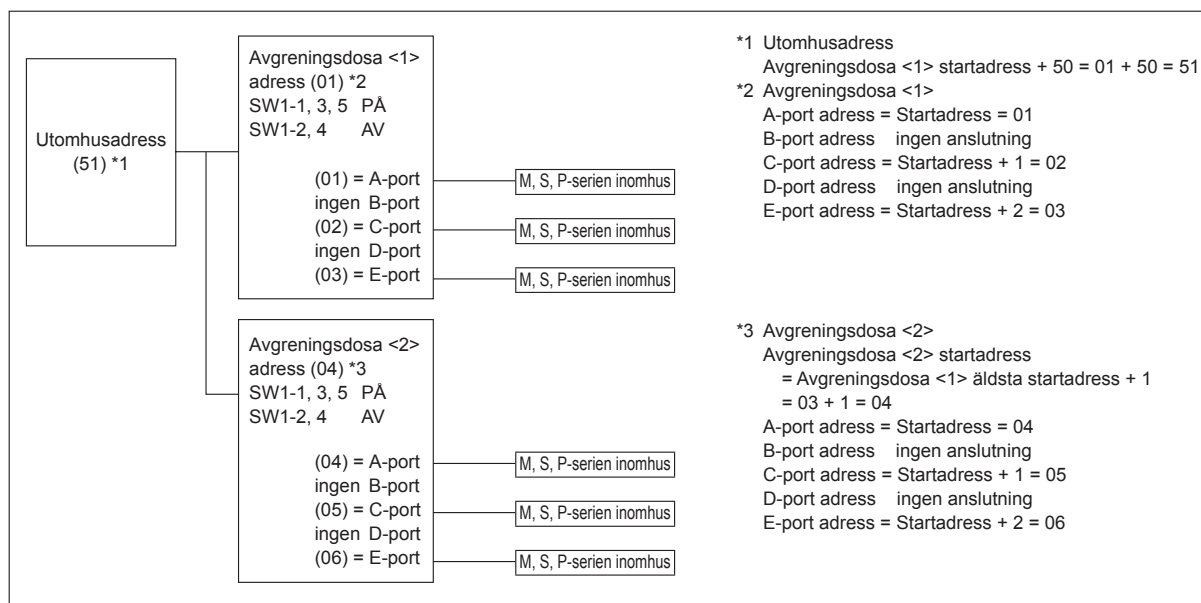 Utomhusadress
(51) *1
Avgreningsdosa <1>
adress (01) *2
SW1-1, 3, 5 PÅ
SW1-2, 4 AV
(01) = A-port
ingen B-port
(02) = C-port
ingen D-port
(03) = E-port
M, S, P-serien inomhus
M, S, P-serien inomhus
M, S, P-serien inomhus
Avgreningsdosa <2>
adress (04) *3
SW1-1, 3, 5 PÅ
SW1-2, 4 AV
(04) = A-port
ingen B-port
(05) = C-port
ingen D-port
(06) = E-port
M, S, P-serien inomhus
M, S, P-serien inomhus
M, S, P-serien inomhus
*1 Utomhusadress
Avgreningsdosa <1> startadress + 50 = 01 + 50 = 51
*2 Avgreningsdosa <1>
A-port adress = Startadress = 01
B-port adress ingen anslutning
C-port adress = Startadress + 1 = 02
D-port adress ingen anslutning
E-port adress = Startadress + 2 = 03
*3 Avgreningsdosa <2>
Avgreningsdosa <2> startadress
= Avgreningsdosa <1> äldsta startadress + 1
= 03 + 1 = 04
A-port adress = Startadress = 04
B-port adress ingen anslutning
C-port adress = Startadress + 1 = 05
D-port adress ingen anslutning
E-port adress = Startadress + 2 = 06